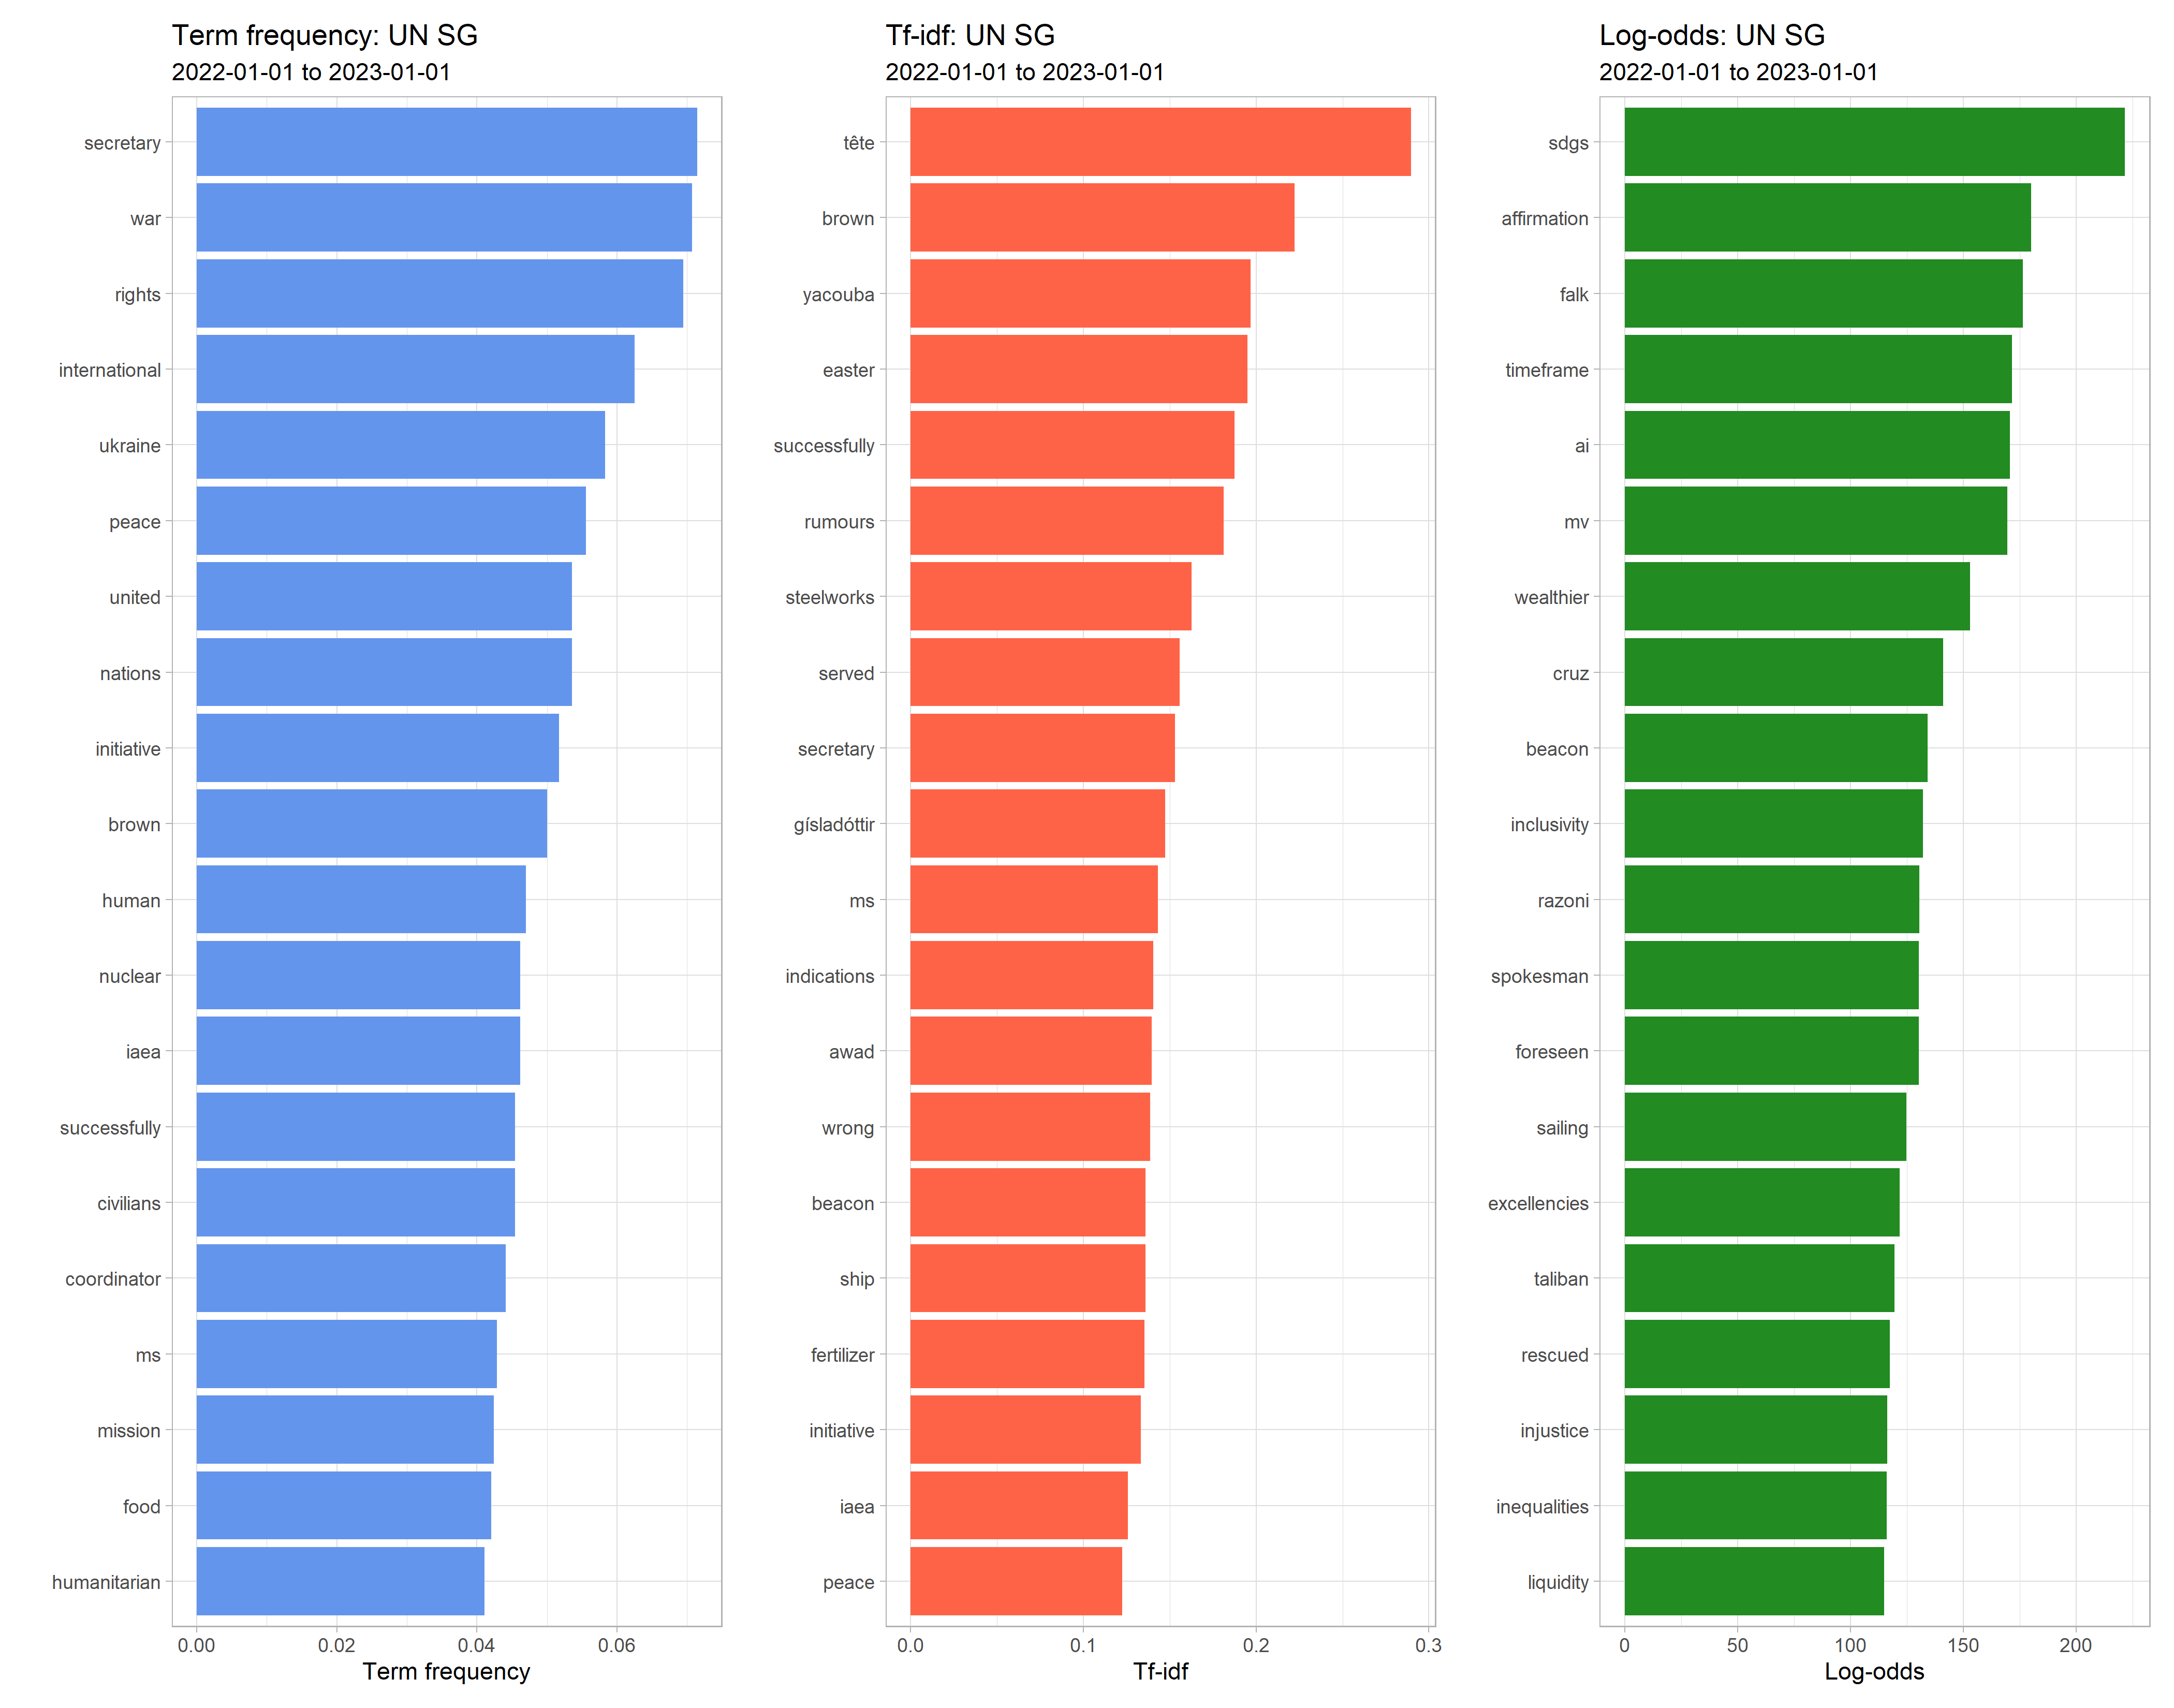 Term frequency: UN SG
2022-01-01 to 2023-01-01
secretary
war
rights
international
ukraine
peace
united
nations
initiative
brown
human
nuclear
iaea
successfully
civilians
coordinator
ms
mission
food
humanitarian
0.00 0.02 0.04 0.06
Term frequency
Tf-idf: UN SG
2022-01-01 to 2023-01-01
tête
brown
yacouba
easter
successfully
rumours
steelworks
served
secretary
gísladóttir
ms
indications
awad
wrong
beacon
ship
fertilizer
initiative
iaea
peace
0.0 0.1 0.2 0.3
Tf-idf
Log-odds: UN SG
2022-01-01 to 2023-01-01
sdgs
affirmation
falk
timeframe
ai
mv
wealthier
cruz
beacon
inclusivity
razoni
spokesman
foreseen
sailing
excellencies
taliban
rescued
injustice
inequalities
liquidity
0 50 100 150 200
Log-odds